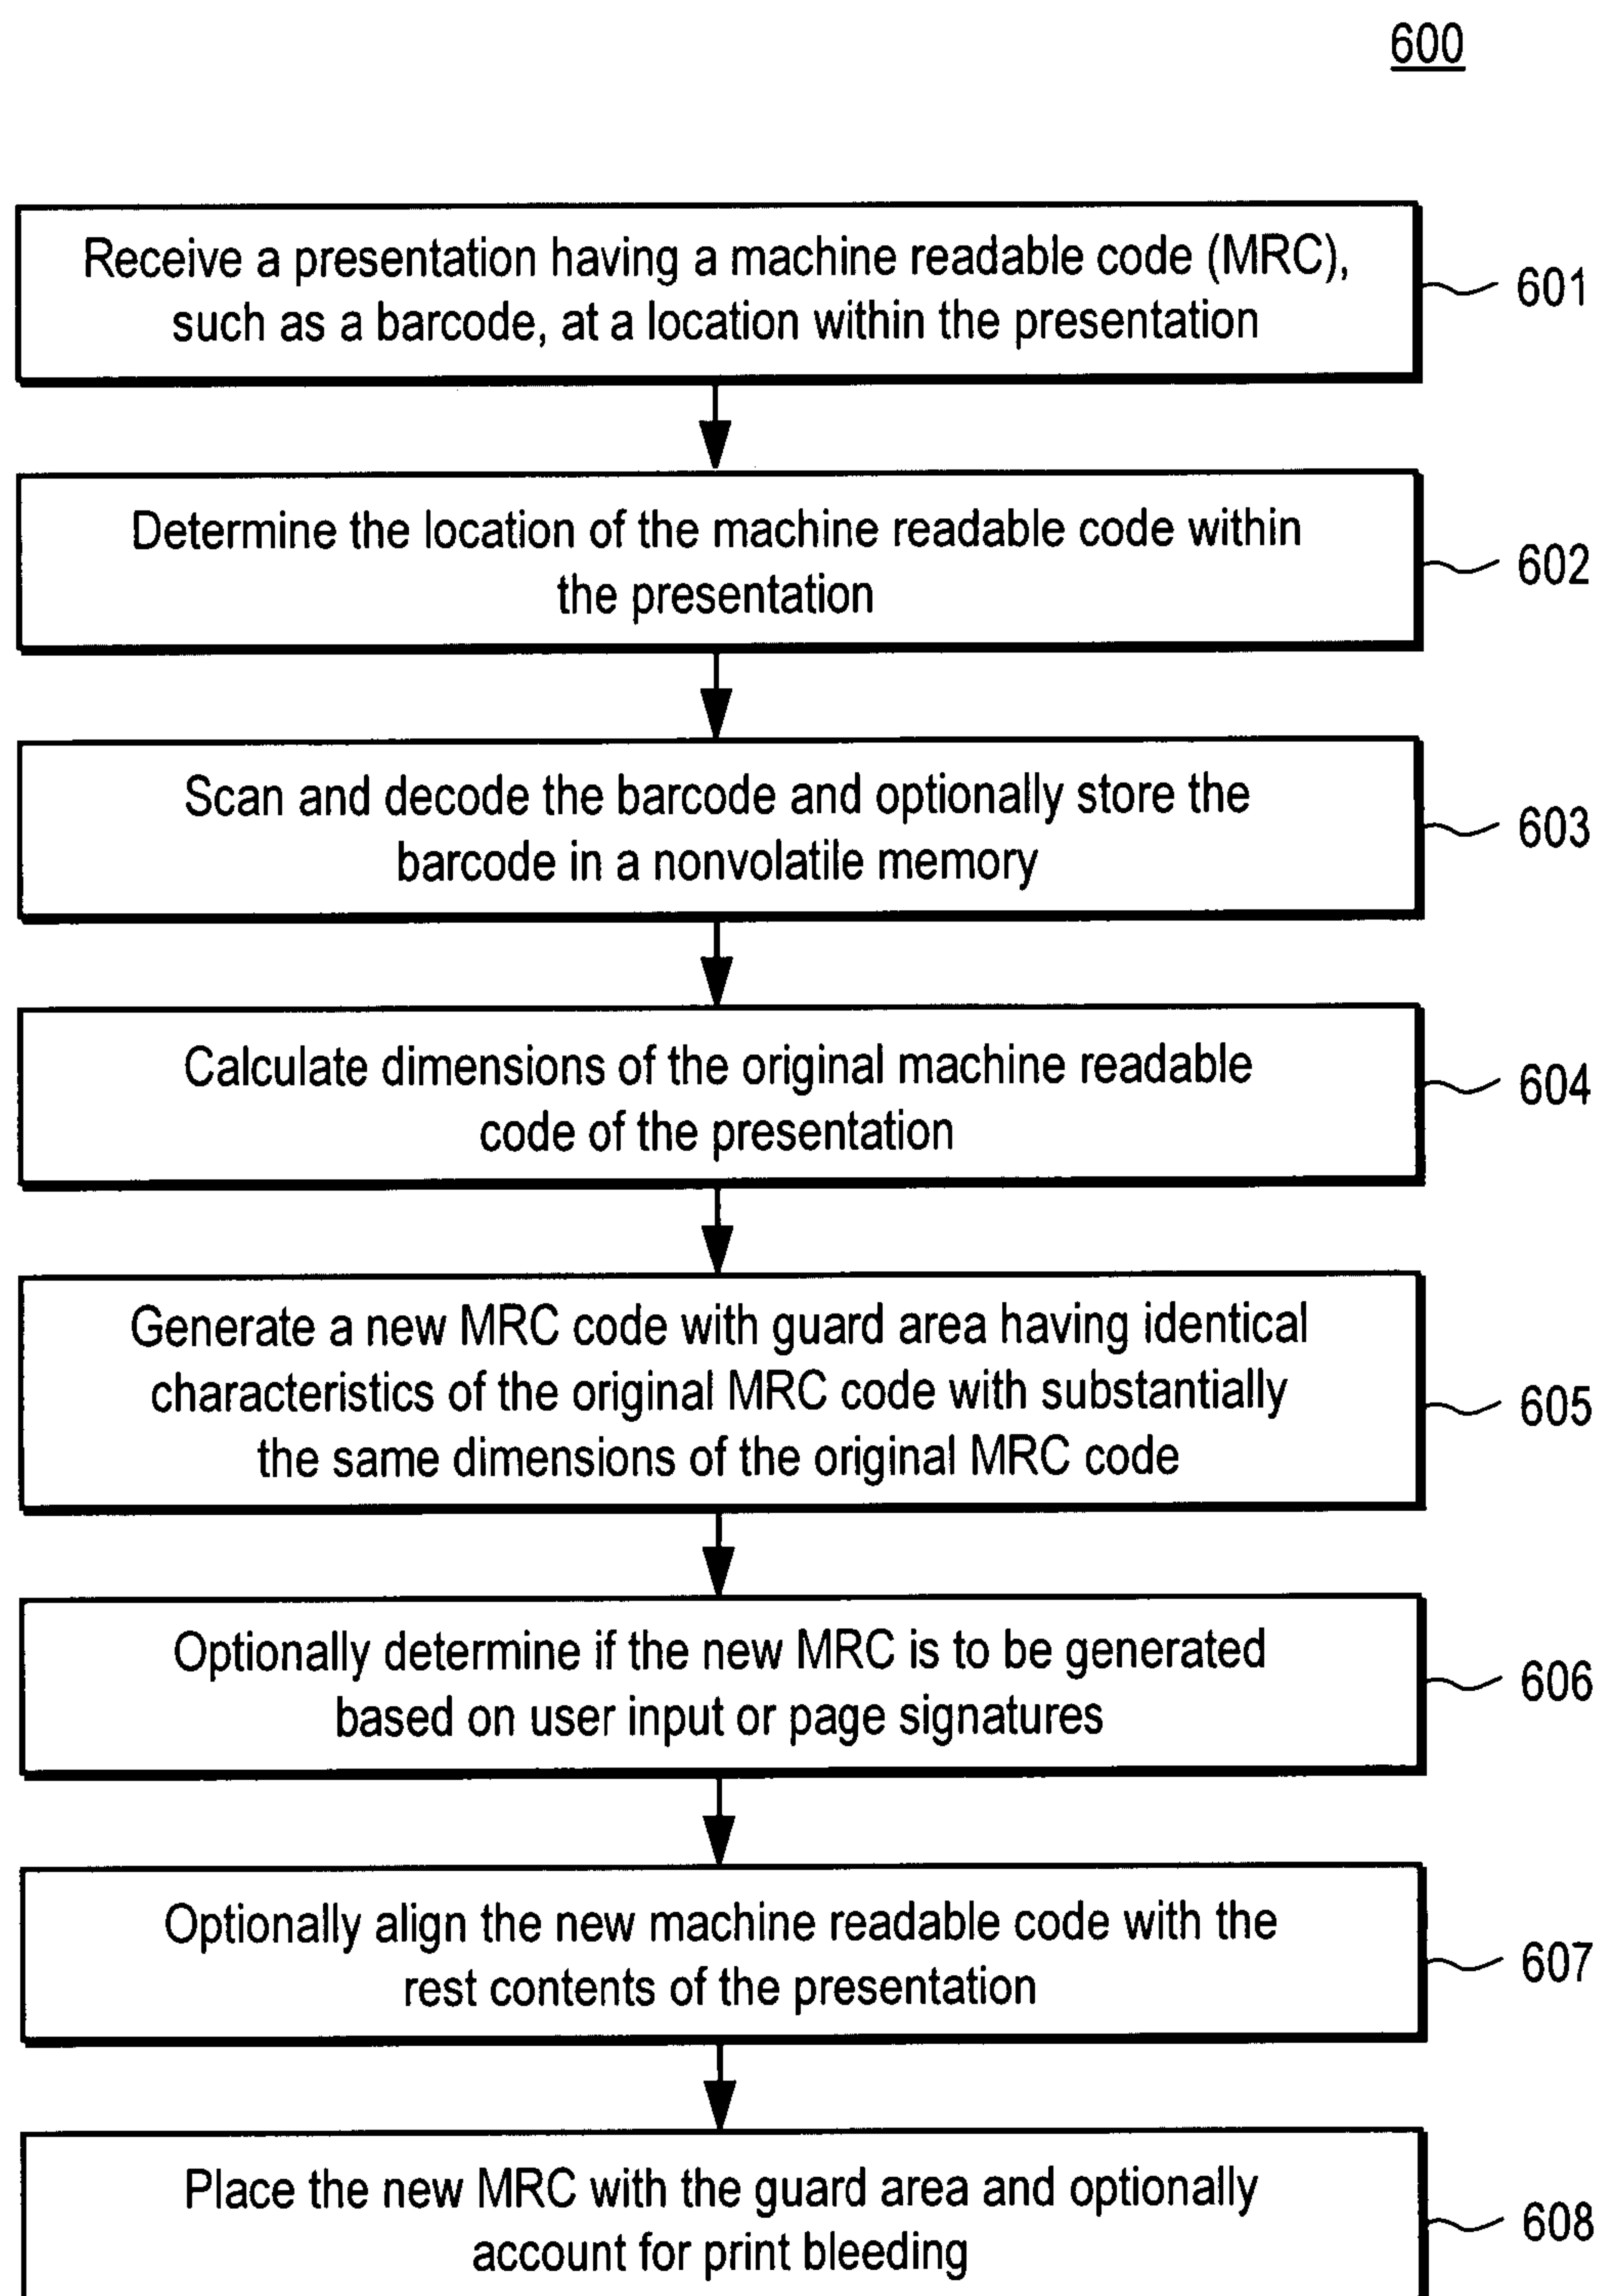 600
Receive a presentation having a machine readable code (MRC),
such as a barcode, at a location within the presentation
601
Determine the location of the machine readable code within
the presentation
602
Scan and decode the barcode and optionally store the
barcode in a nonvolatile memory
603
Calculate dimensions of the original machine readable
code of the presentation
604
Generate a new MRC code with guard area having identical
characteristics of the original MRC code with substantially
the same dimensions of the original MRC code
605
Optionally determine if the new MRC is to be generated
based on user input or page signatures
606
Optionally align the new machine readable code with the
rest contents of the presentation
607
Place the new MRC with the guard area and optionally
account for print bleeding
608